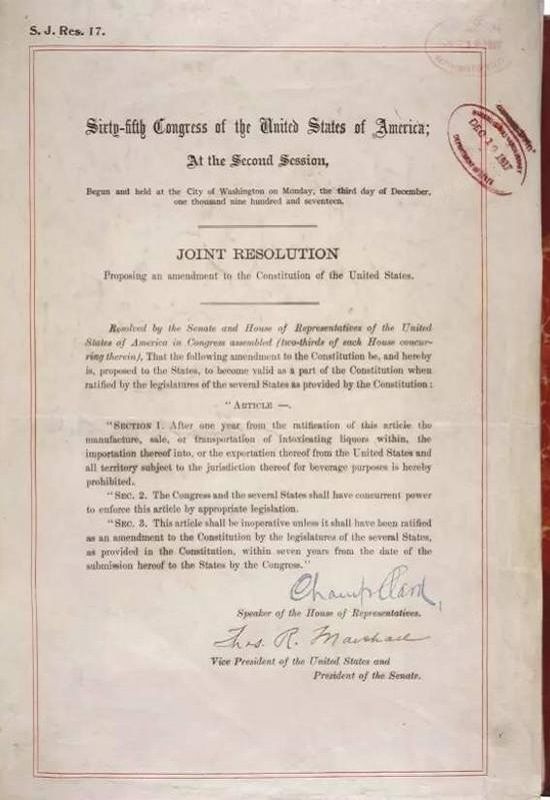 S. J. Res. 17.
DEC 19 1917
Sixty-fifth Congress of the United States of America;
At the Second Session,
Begun and held at the City of Washington on Monday, the third day of December,
one thousand nine hundred and seventeen.
JOINT RESOLUTION
Proposing an amendment to the Constitution of the United States.
Resolved by the Senate and House of Representatives of the United
States of America in Congress assembled (two-thirds of each House concur-
ring therein), That the following amendment to the Constitution be, and hereby
is, proposed to the States, to become valid as a part of the Constitution when
ratified by the legislatures of the several States as provided by the Constitution:
"ARTICLE —.
"SECTION 1. After one year from the ratification of this article the
manufacture, sale, or transportation of intoxicating liquors within, the
importation thereof into, or the exportation thereof from the United States and
all territory subject to the jurisdiction thereof for beverage purposes is hereby
prohibited.
"SEC. 2. The Congress and the several States shall have concurrent power
to enforce this article by appropriate legislation.
"SEC. 3. This article shall be inoperative unless it shall have been ratified
as an amendment to the Constitution by the legislatures of the several States,
as provided in the Constitution, within seven years from the date of the
submission hereof to the States by the Congress."
Champ Clark
Speaker of the House of Representatives.
Thos. R. Marshall
Vice President of the United States and
President of the Senate.